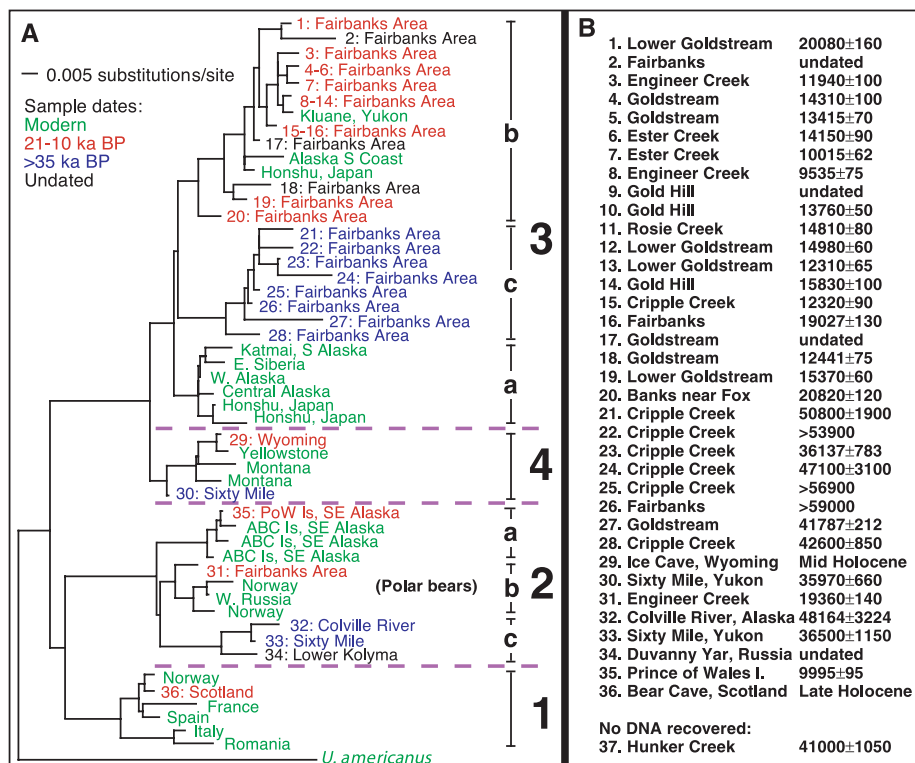 A
0.005 substitutions/site
Sample dates:
Modern
21-10 ka BP
>35 ka BP
Undated
1: Fairbanks Area
2: Fairbanks Area
3: Fairbanks Area
4-6: Fairbanks Area
7: Fairbanks Area
8-14: Fairbanks Area
Kluane, Yukon
15-16: Fairbanks Area
17: Fairbanks Area
Alaska S Coast
Honshu, Japan
18: Fairbanks Area
19: Fairbanks Area
20: Fairbanks Area
b
21: Fairbanks Area
22: Fairbanks Area
23: Fairbanks Area
24: Fairbanks Area
25: Fairbanks Area
26: Fairbanks Area
27: Fairbanks Area
28: Fairbanks Area
c
3
Katmai, S Alaska
E. Siberia
W. Alaska
Central Alaska
Honshu, Japan
Honshu, Japan
a
29: Wyoming
Yellowstone
Montana
Montana
30: Sixty Mile
4
35: PoW Is, SE Alaska
ABC Is, SE Alaska
ABC Is, SE Alaska
ABC Is, SE Alaska
a
31: Fairbanks Area
(Polar bears)
Norway
W. Russia
Norway
b
2
32: Colville River
33: Sixty Mile
34: Lower Kolyma
c
Norway
36: Scotland
France
Spain
Italy
Romania
1
U. americanus
B
1. Lower Goldstream 20080±160
2. Fairbanks undated
3. Engineer Creek 11940±100
4. Goldstream 14310±100
5. Goldstream 13415±70
6. Ester Creek 14150±90
7. Ester Creek 10015±62
8. Engineer Creek 9535±75
9. Gold Hill undated
10. Gold Hill 13760±50
11. Rosie Creek 14810±80
12. Lower Goldstream 14980±60
13. Lower Goldstream 12310±65
14. Gold Hill 15830±100
15. Cripple Creek 12320±90
16. Fairbanks 19027±130
17. Goldstream undated
18. Goldstream 12441±75
19. Lower Goldstream 15370±60
20. Banks near Fox 20820±120
21. Cripple Creek 50800±1900
22. Cripple Creek >53900
23. Cripple Creek 36137±783
24. Cripple Creek 47100±3100
25. Cripple Creek >56900
26. Fairbanks >59000
27. Goldstream 41787±212
28. Cripple Creek 42600±850
29. Ice Cave, Wyoming Mid Holocene
30. Sixty Mile, Yukon 35970±660
31. Engineer Creek 19360±140
32. Colville River, Alaska 48164±3224
33. Sixty Mile, Yukon 36500±1150
34. Duvanny Yar, Russia undated
35. Prince of Wales I. 9995±95
36. Bear Cave, Scotland Late Holocene
No DNA recovered:
37. Hunker Creek 41000±1050